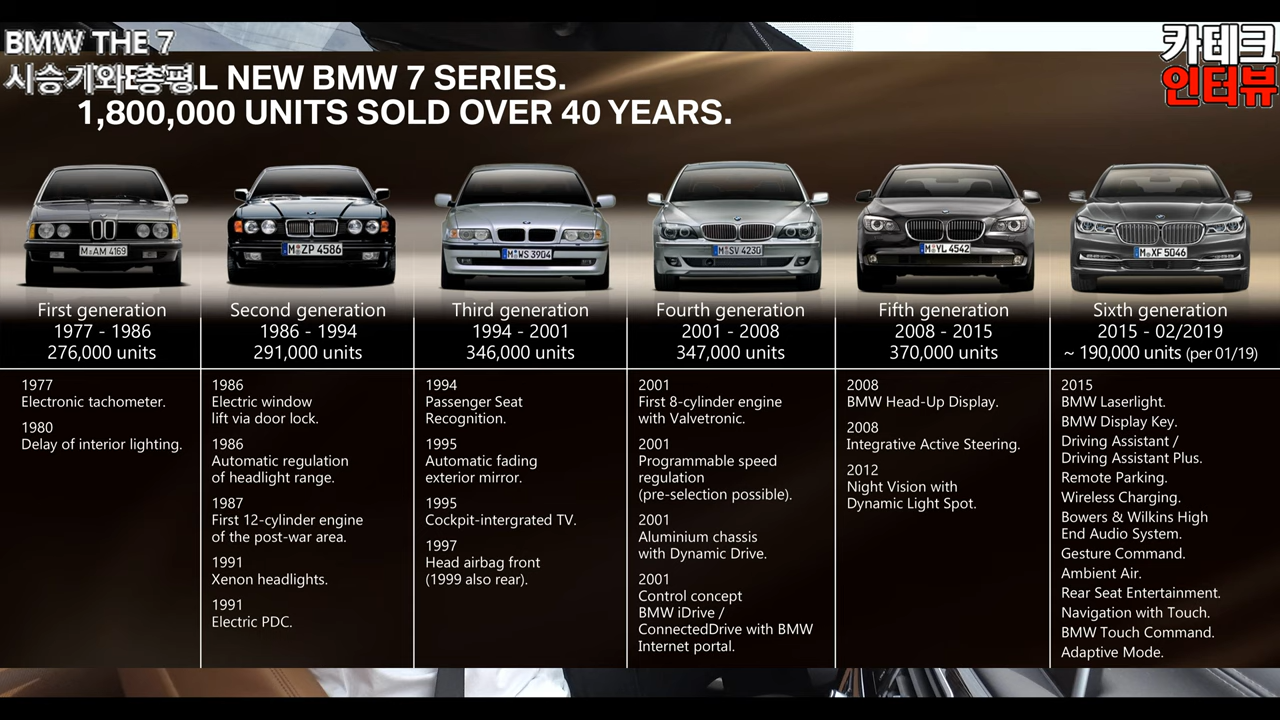 BMW THE 7
시승기와 총평
카테크
인터뷰
LL NEW BMW 7 SERIES.
1,800,000 UNITS SOLD OVER 40 YEARS.
M AM 4169
M ZP 4586
M WS 3904
M SV 4230
M YL 4542
M XF 5046
First generation
1977 - 1986
276,000 units
1977
Electronic tachometer.
1980
Delay of interior lighting.
Second generation
1986 - 1994
291,000 units
1986
Electric window
lift via door lock.
1986
Automatic regulation
of headlight range.
1987
First 12-cylinder engine
of the post-war area.
1991
Xenon headlights.
1991
Electric PDC.
Third generation
1994 - 2001
346,000 units
1994
Passenger Seat
Recognition.
1995
Automatic fading
exterior mirror.
1995
Cockpit-intergrated TV.
1997
Head airbag front
(1999 also rear).
Fourth generation
2001 - 2008
347,000 units
2001
First 8-cylinder engine
with Valvetronic.
2001
Programmable speed
regulation
(pre-selection possible).
2001
Aluminium chassis
with Dynamic Drive.
2001
Control concept
BMW iDrive /
ConnectedDrive with BMW
Internet portal.
Fifth generation
2008 - 2015
370,000 units
2008
BMW Head-Up Display.
2008
Integrative Active Steering.
2012
Night Vision with
Dynamic Light Spot.
Sixth generation
2015 - 02/2019
~ 190,000 units (per 01/19)
2015
BMW Laserlight.
BMW Display Key.
Driving Assistant /
Driving Assistant Plus.
Remote Parking.
Wireless Charging.
Bowers & Wilkins High
End Audio System.
Gesture Command.
Ambient Air.
Rear Seat Entertainment.
Navigation with Touch.
BMW Touch Command.
Adaptive Mode.